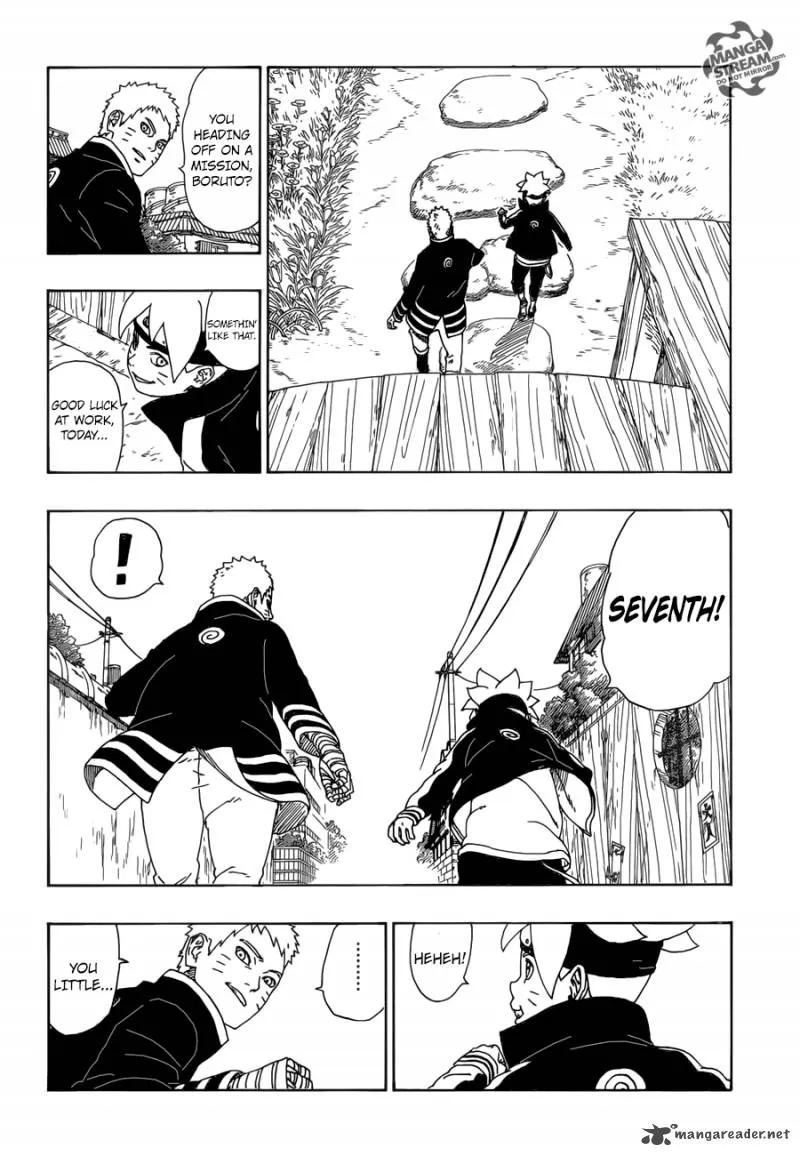 MANGA
STREAM.com
DO NOT MIRROR
YOU
HEADING
OFF ON A
MISSION,
BORUTO?
SOMETHIN'
LIKE THAT.
GOOD LUCK
AT WORK,
TODAY...
!
SEVENTH!
YOU
LITTLE...
.........
HEHEH!
mangareader.net